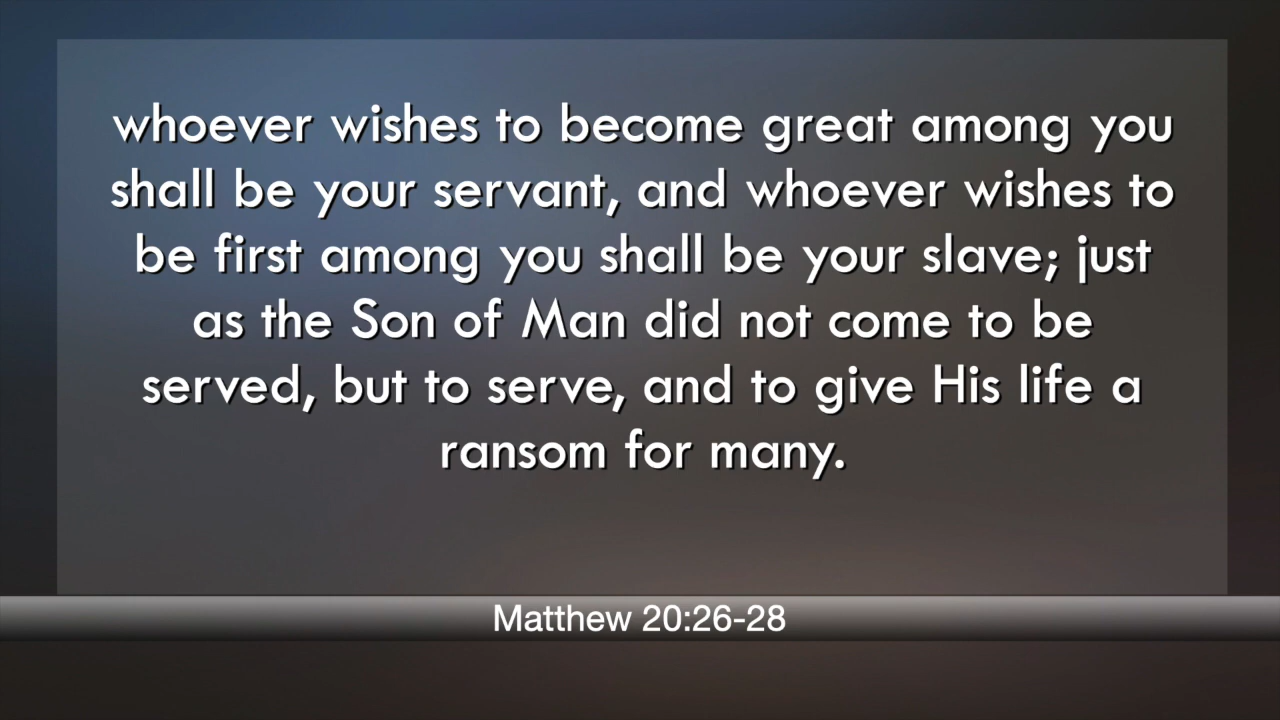 whoever wishes to become great among you
shall be your servant, and whoever wishes to
be first among you shall be your slave; just
as the Son of Man did not come to be
served, but to serve, and to give His life a
ransom for many.
Matthew 20:26-28